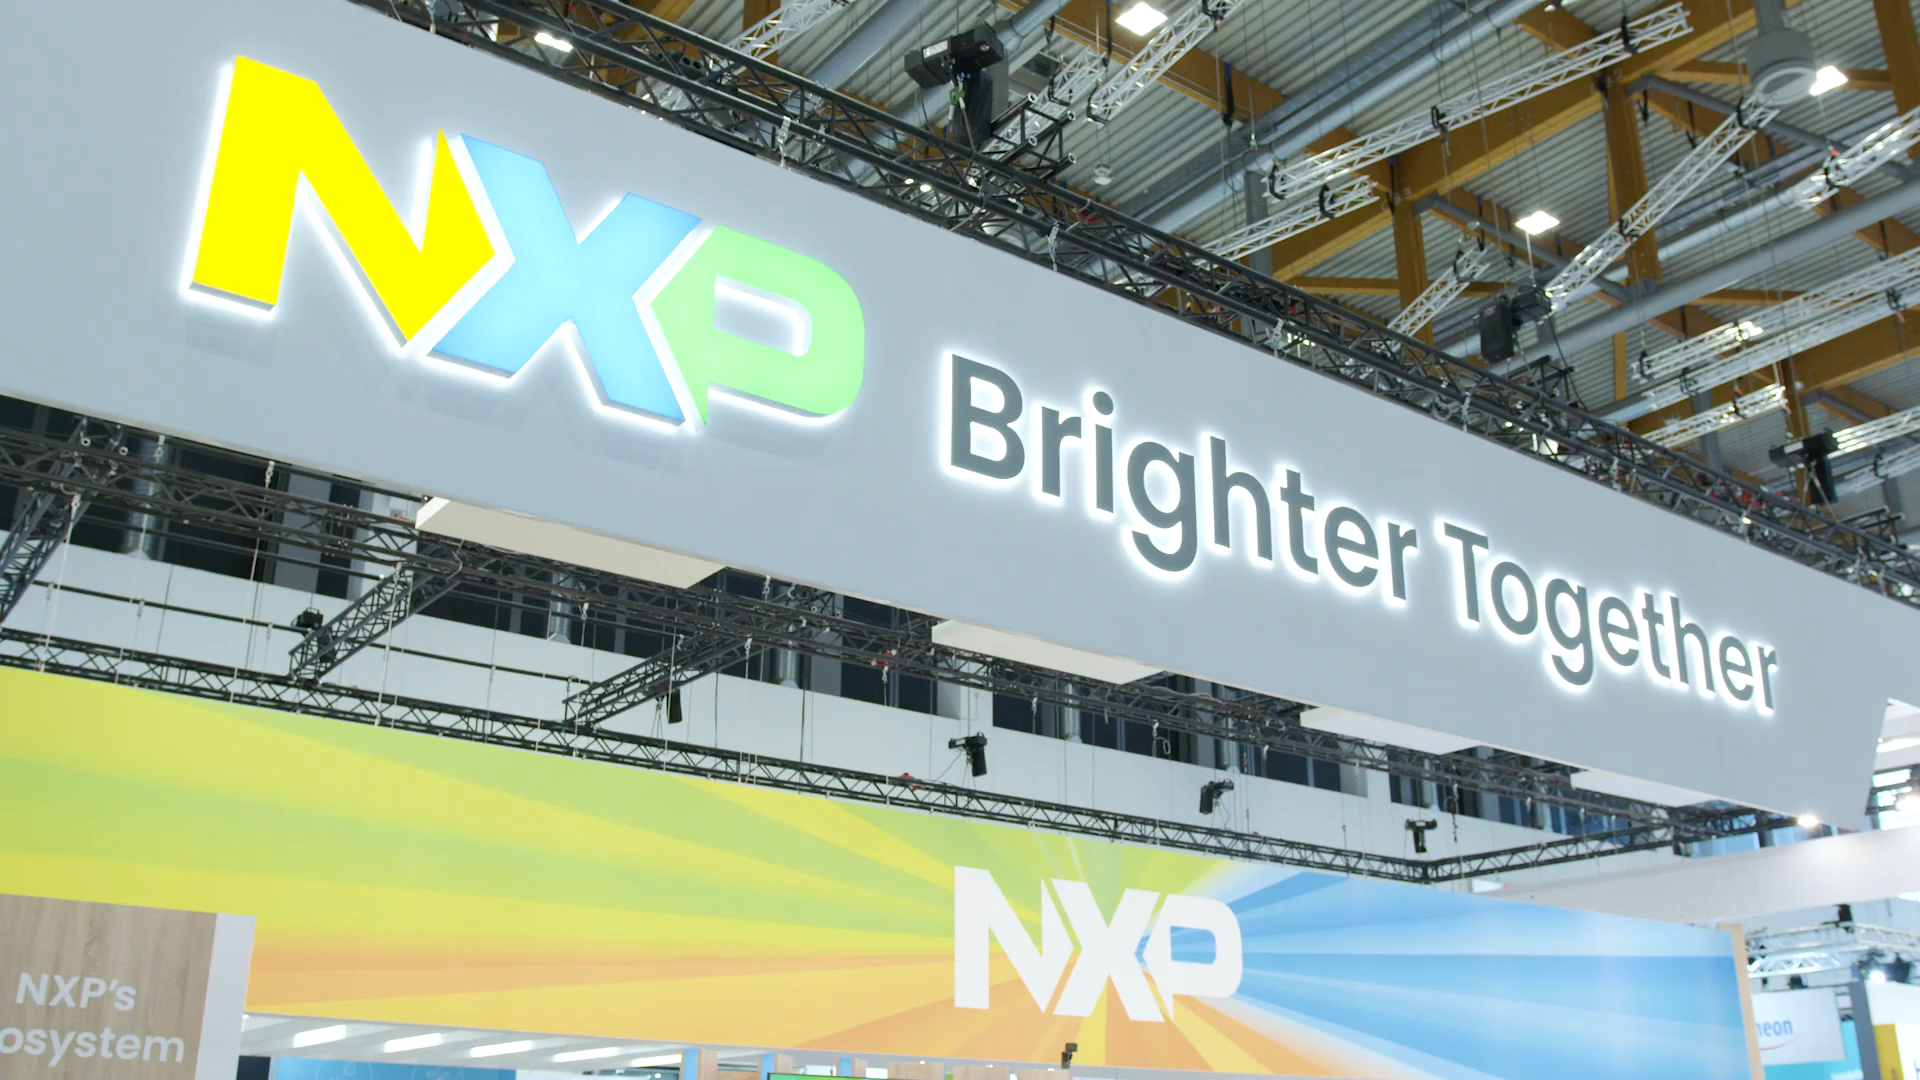 NXP Brighter Together
NXP
NXP's
osystem
neon